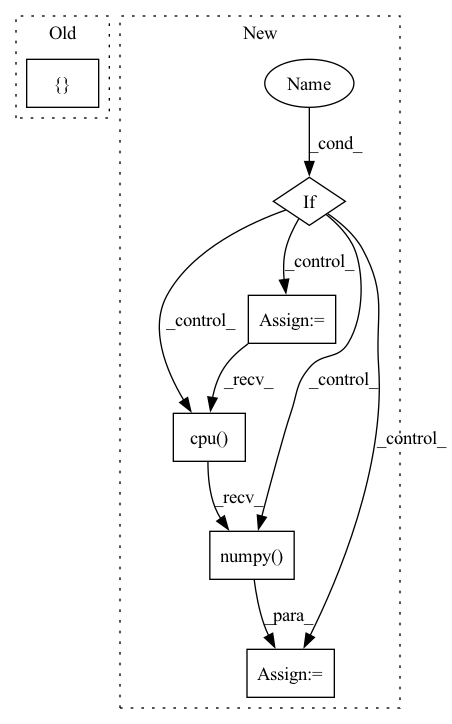 Old
New
{}
Name
_cond_
If
_control_
_control_
Assign:=
_recv_
_control_
_control_
cpu()
_recv_
numpy()
_para_
Assign:=